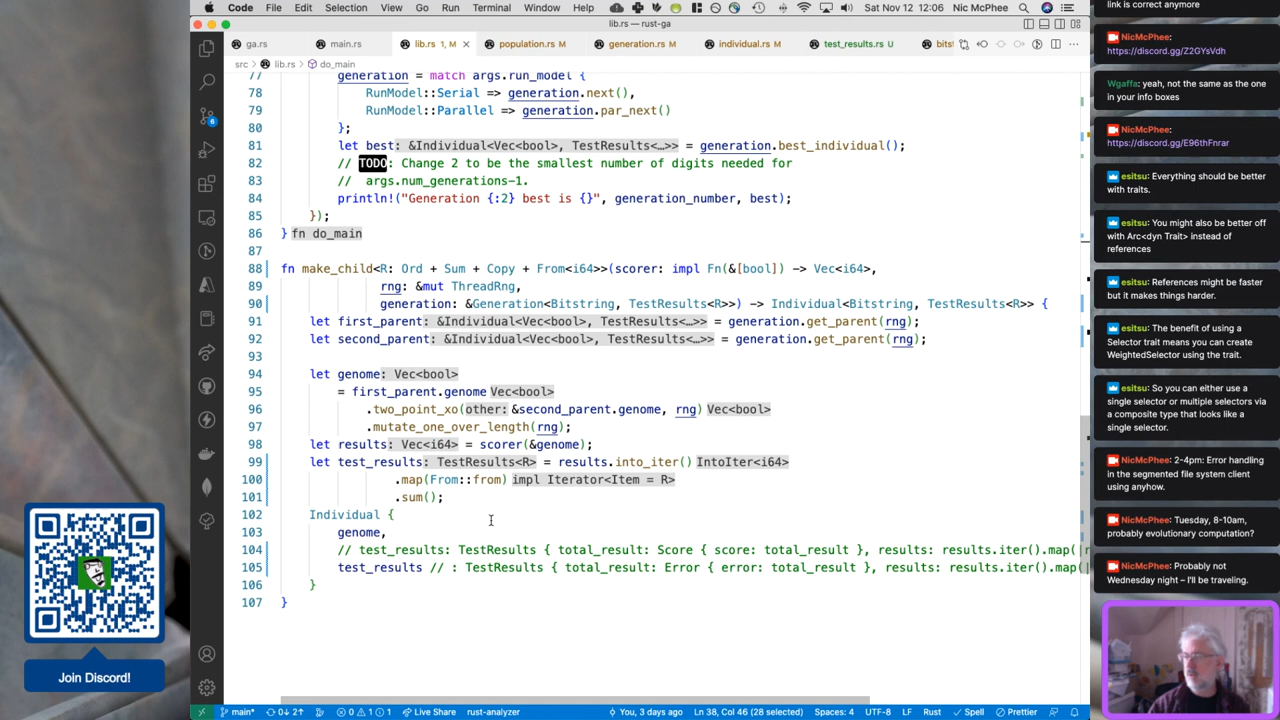 Code File Edit Selection View Go Run Terminal Window Help Sat Nov 12 12:06 Nic McPhee
lib.rs — rust-ga
ga.rs main.rs lib.rs 1, M population.rs M generation.rs M individual.rs M test_results.rs U bits
src > lib.rs > do_main
77 generation = match args.run_model {
78 RunModel::Serial => generation.next(),
79 RunModel::Parallel => generation.par_next()
80 };
81 let best: &Individual<Vec<bool>, TestResults<…>> = generation.best_individual();
82 // TODO: Change 2 to be the smallest number of digits needed for
83 // args.num_generations-1.
84 println!("Generation {:2} best is {}", generation_number, best);
85 });
86 } fn do_main
87
88 fn make_child<R: Ord + Sum + Copy + From<i64>>(scorer: impl Fn(&[bool]) -> Vec<i64>,
89 rng: &mut ThreadRng,
90 generation: &Generation<Bitstring, TestResults<R>>) -> Individual<Bitstring, TestResults<R>> {
91 let first_parent: &Individual<Vec<bool>, TestResults<…>> = generation.get_parent(rng);
92 let second_parent: &Individual<Vec<bool>, TestResults<…>> = generation.get_parent(rng);
93
94 let genome: Vec<bool>
95 = first_parent.genome Vec<bool>
96 .two_point_xo(other: &second_parent.genome, rng) Vec<bool>
97 .mutate_one_over_length(rng);
98 let results: Vec<i64> = scorer(&genome);
99 let test_results: TestResults<R> = results.into_iter() IntoIter<i64>
100 .map(From::from) impl Iterator<Item = R>
101 .sum();
102 Individual {
103 genome,
104 // test_results: TestResults { total_result: Score { score: total_result }, results: results.iter().map(|r
105 test_results // : TestResults { total_result: Error { error: total_result }, results: results.iter().map(
106 }
107 }
6
main* 0↓ 2↑ 0 1 1 Live Share rust-analyzer You, 3 days ago Ln 38, Col 46 (28 selected) Spaces: 4 UTF-8 LF Rust Spell Prettier
Join Discord!
link is correct anymore
NicMcPhee:
https://discord.gg/Z2GYsVdh
Wgaffa: yeah, not the same as the one
in your info boxes
NicMcPhee:
https://discord.gg/E96thFnrar
esitsu: Everything should be better
with traits.
esitsu: You might also be better off
with Arc<dyn Trait> instead of
references
esitsu: References might be faster
but it makes things harder.
esitsu: The benefit of using a
Selector trait means you can create
WeightedSelector using the trait.
esitsu: So you can either use a
single selector or multiple selectors via
a composite type that looks like a
single selector.
NicMcPhee: 2-4pm: Error handling
in the segmented file system client
using anyhow.
NicMcPhee: Tuesday, 8-10am,
probably evolutionary computation?
NicMcPhee: Probably not
Wednesday night – I'll be traveling.